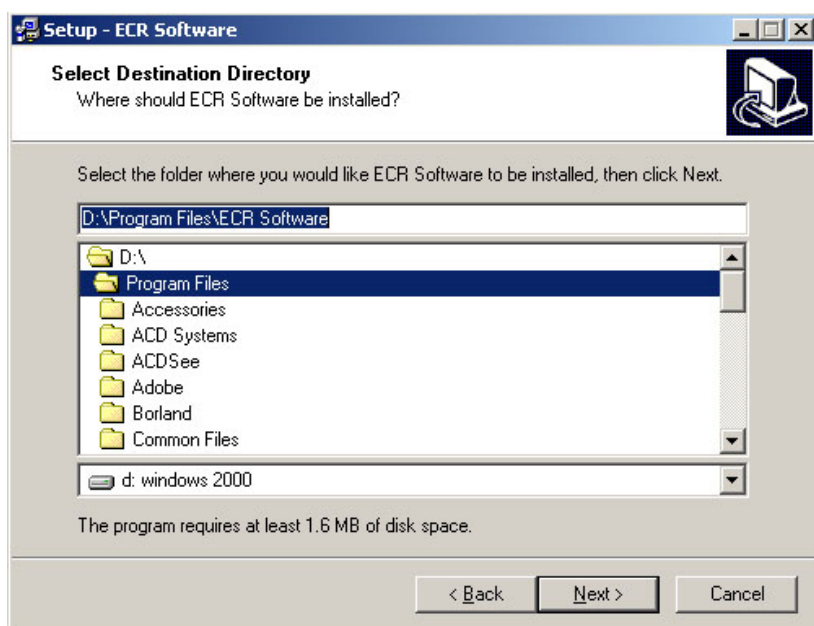 Setup - ECR Software
Select Destination Directory
Where should ECR Software be installed?
Select the folder where you would like ECR Software to be installed, then click Next.
D:\Program Files\ECR Software
D:\
Program Files
Accessories
ACD Systems
ACDSee
Adobe
Borland
Common Files
d: windows 2000
The program requires at least 1.6 MB of disk space.
< Back Next > Cancel